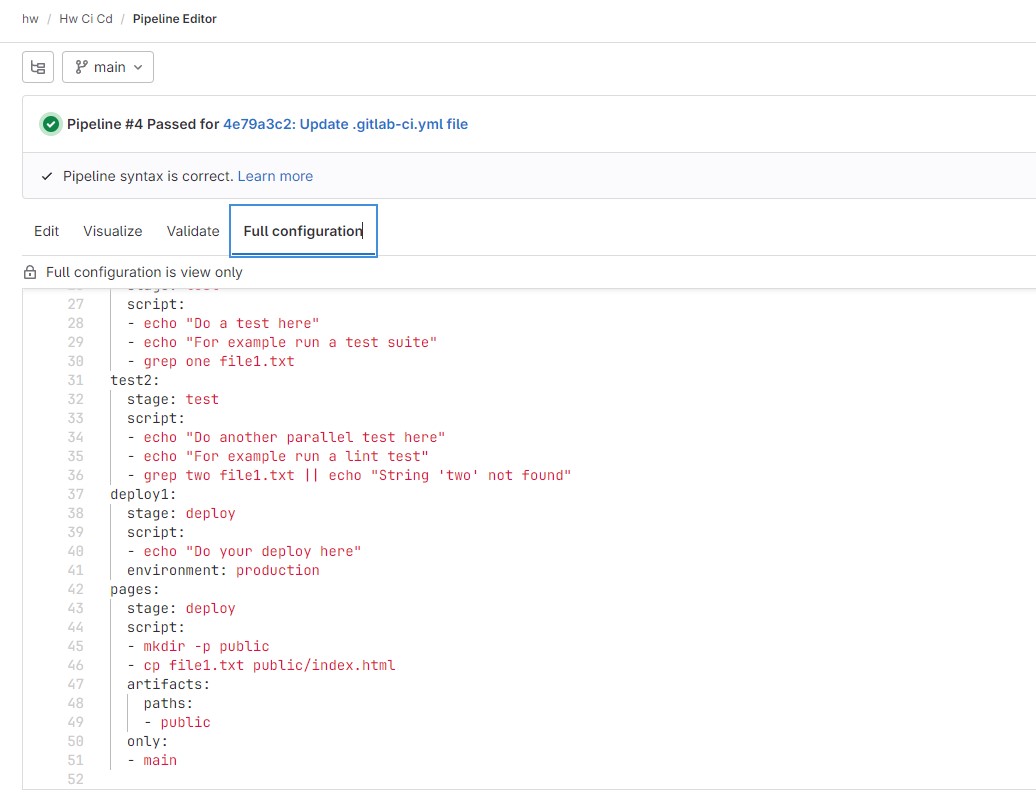 hw / Hw Ci Cd / Pipeline Editor
main
Pipeline #4 Passed for 4e79a3c2: Update .gitlab-ci.yml file
Pipeline syntax is correct. Learn more
Edit Visualize Validate Full configuration
Full configuration is view only
27 script:
28 - echo "Do a test here"
29 - echo "For example run a test suite"
30 - grep one file1.txt
31 test2:
32 stage: test
33 script:
34 - echo "Do another parallel test here"
35 - echo "For example run a lint test"
36 - grep two file1.txt || echo "String 'two' not found"
37 deploy1:
38 stage: deploy
39 script:
40 - echo "Do your deploy here"
41 environment: production
42 pages:
43 stage: deploy
44 script:
45 - mkdir -p public
46 - cp file1.txt public/index.html
47 artifacts:
48 paths:
49 - public
50 only:
51 - main
52